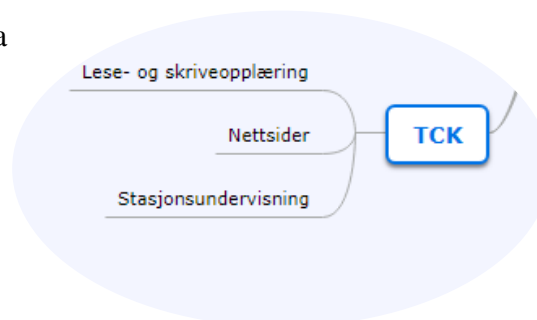 a
Lese- og skriveopplæring
Nettsider
TCK
Stasjonsundervisning